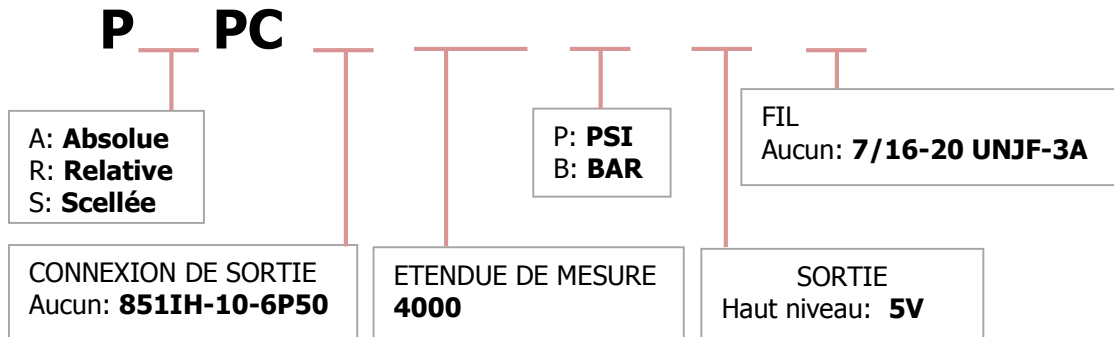 P PC
A: Absolue
R: Relative
S: Scellée
P: PSI
B: BAR
FIL
Aucun: 7/16-20 UNJF-3A
CONNEXION DE SORTIE
Aucun: 851IH-10-6P50
ETENDUE DE MESURE
4000
SORTIE
Haut niveau: 5V